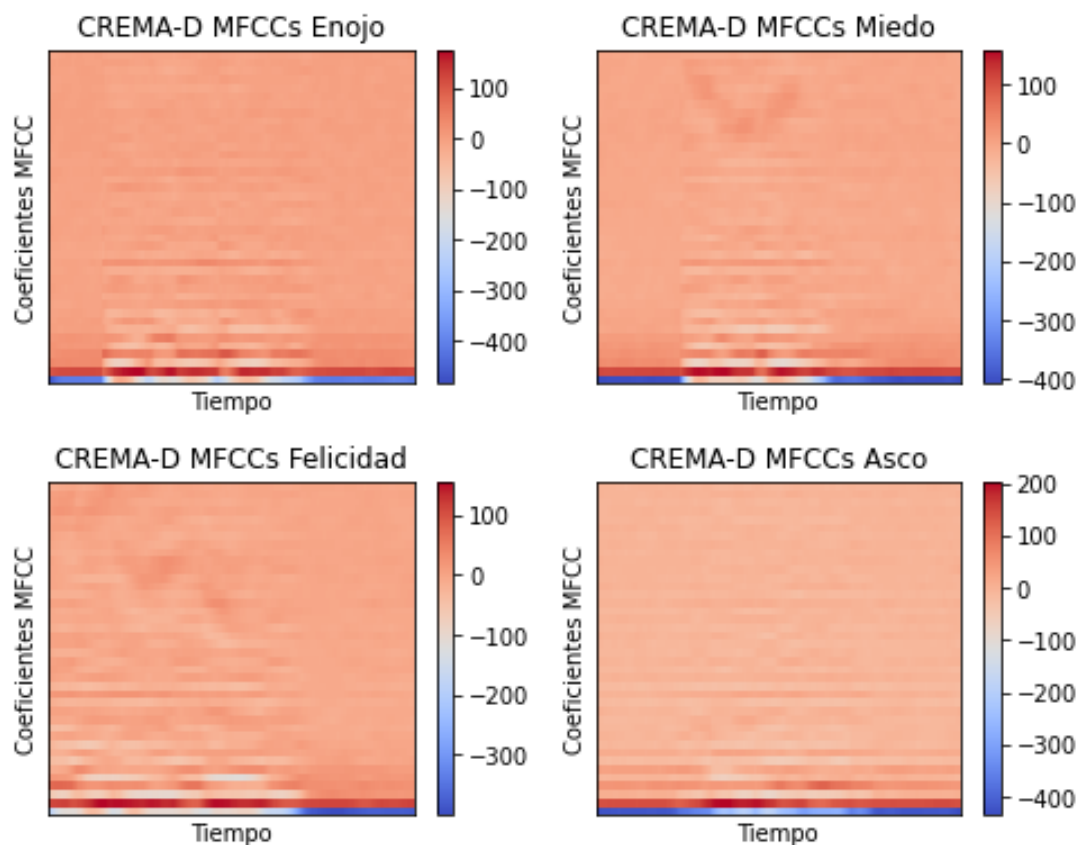 CREMA-D MFCCs Enojo
Coeficientes MFCC
100
0
−100
−200
−300
−400
Tiempo
CREMA-D MFCCs Miedo
Coeficientes MFCC
100
0
−100
−200
−300
−400
Tiempo
CREMA-D MFCCs Felicidad
Coeficientes MFCC
100
0
−100
−200
−300
Tiempo
CREMA-D MFCCs Asco
Coeficientes MFCC
200
100
0
−100
−200
−300
−400
Tiempo